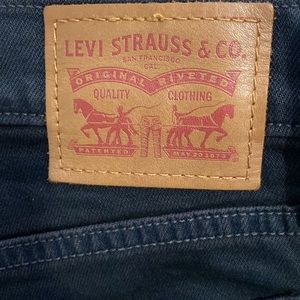 LEVI STRAUSS & CO.
SAN FRANCISCO
CAL
ORIGINAL RIVETED
QUALITY CLOTHING
PATENTED MAY 20 1873